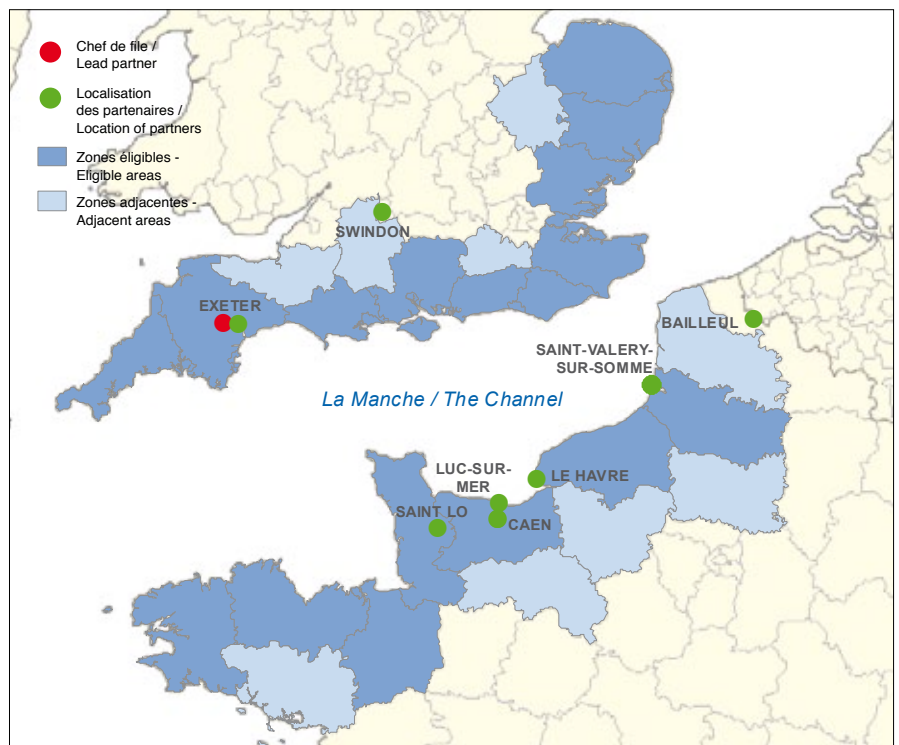 Chef de file /
Lead partner
Localisation
des partenaires /
Location of partners
Zones éligibles -
Eligible areas
Zones adjacentes -
Adjacent areas
SWINDON
EXETER
BAILLEUL
SAINT-VALERY-
SUR-SOMME
La Manche / The Channel
LUC-SUR-
MER
LE HAVRE
SAINT LO
CAEN